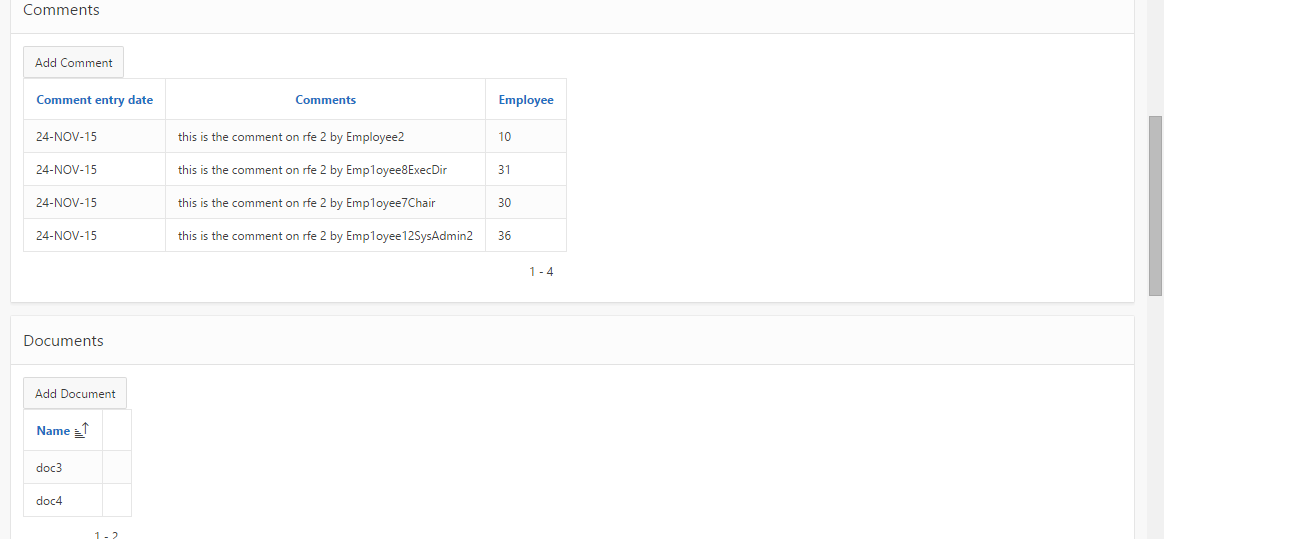 Comments
Add Comment
Comment entry date Comments Employee
24-NOV-15 this is the comment on rfe 2 by Employee2 10
24-NOV-15 this is the comment on rfe 2 by Emp1oyee8ExecDir 31
24-NOV-15 this is the comment on rfe 2 by Emp1oyee7Chair 30
24-NOV-15 this is the comment on rfe 2 by Emp1oyee12SysAdmin2 36
1 - 4
Documents
Add Document
Name
doc3
doc4
1 - 2